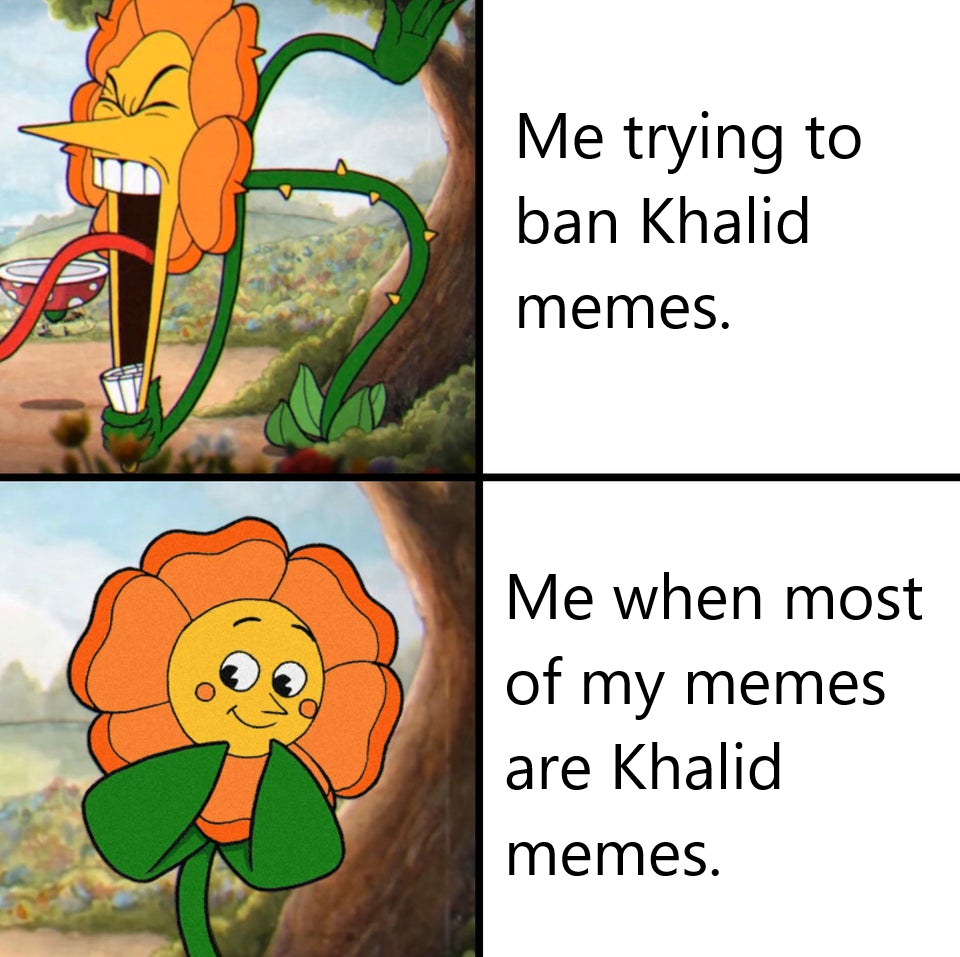 Me trying to
ban Khalid
memes.
Me when most
of my memes
are Khalid
memes.